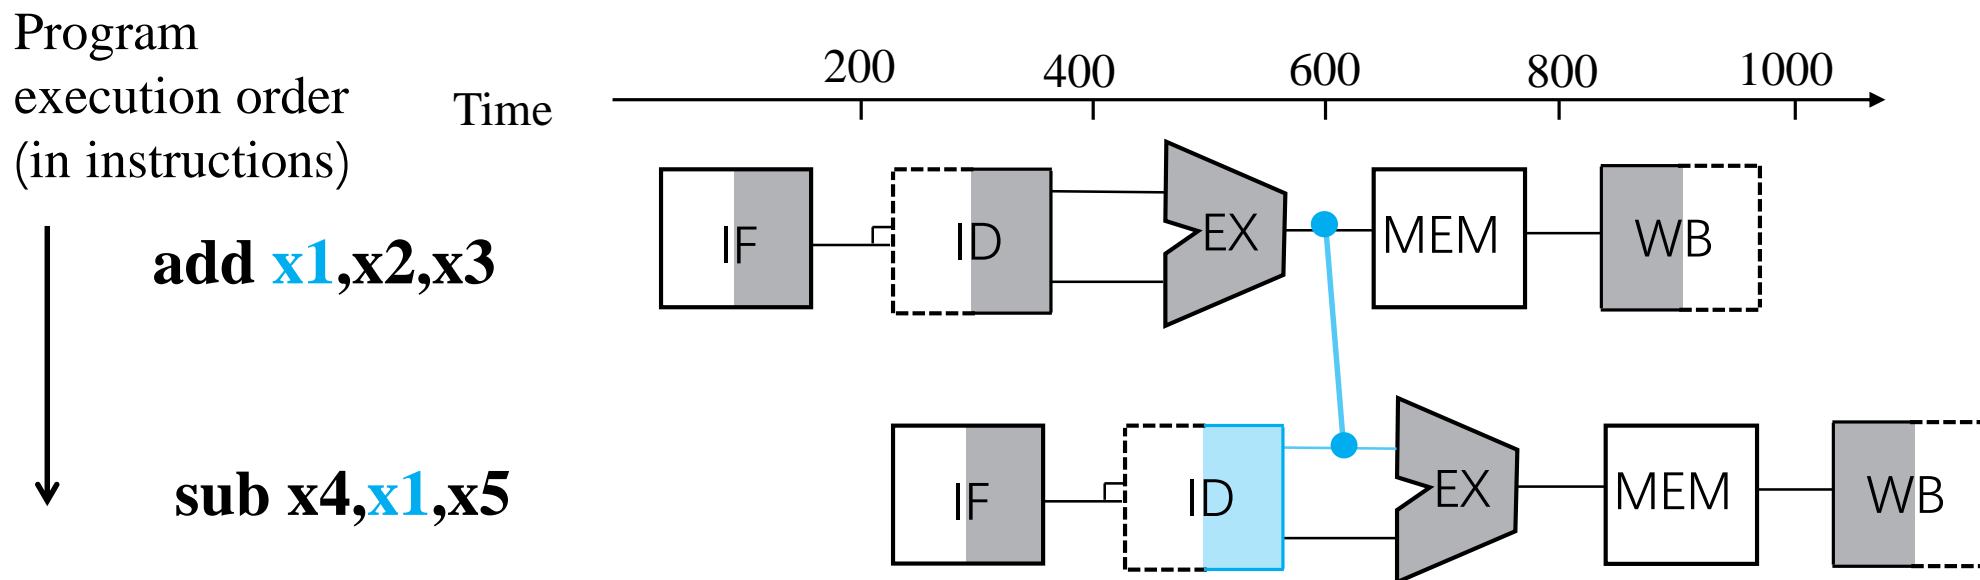 Program
execution order
(in instructions)
Time
200 400 600 800 1000
add x1,x2,x3
IF ID EX MEM WB
sub x4,x1,x5
IF ID EX MEM WB